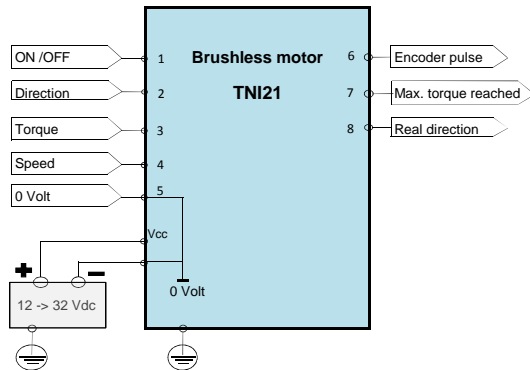 Brushless motor
TNI21
ON /OFF
1
Direction
2
Torque
3
Speed
4
0 Volt
5
Vcc
0 Volt
+
−
12 -> 32 Vdc
6
Encoder pulse
7
Max. torque reached
8
Real direction